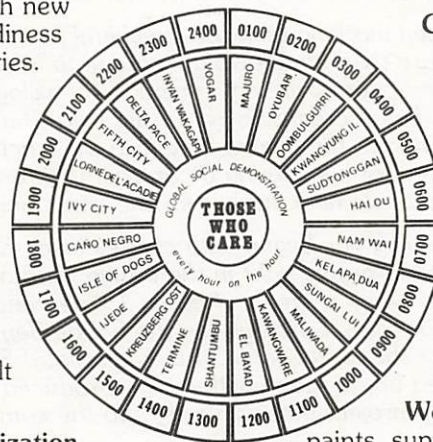 h new
diness
ies.
C
2400
0100
0200
0300
0400
0500
0600
0700
0800
0900
1000
1100
1200
1300
1400
1500
1600
1700
1800
1900
2000
2100
2200
2300
VOGAR
MAJURO
OYUBARI
OOMBULGURRI
KWANGYUNG IL
SUDTONGGAN
HAI OU
NAM WAI
KELAPA DUA
SUNGAI LUI
MALIWADA
KAWANGWARE
EL BAYAD
SHANTUMBU
TERMINE
KREUZBERG OST
IJEDE
ISLE OF DOGS
CAÑO NEGRO
IVY CITY
LORNE DE L'ACADIE
FIFTH CITY
DELTA PACE
INYAN WAKAGAPI
GLOBAL SOCIAL DEMONSTRATION
THOSE
WHO
CARE
every hour on the hour
lt
ization
We
paints, sup